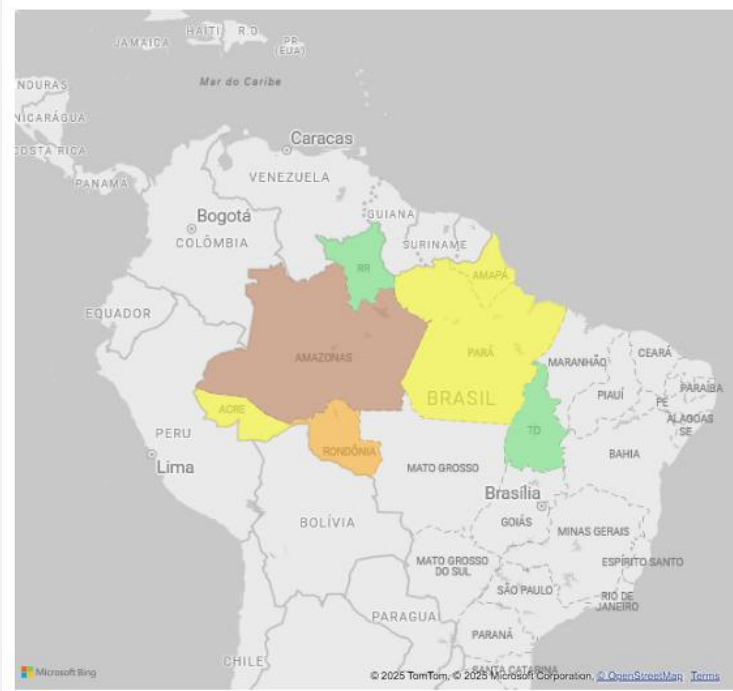 HAITI R.D.
JAMAICA
PR
(EUA)
Mar do Caribe
NDURAS
NICARÁGUA
COSTA RICA
PANAMÁ
Caracas
VENEZUELA
GUIANA
Bogotá
COLÔMBIA
SURINAME
RR
AMAPÁ
EQUADOR
AMAZONAS
PARÁ
MARANHÃO
CEARÁ
BRASIL
PIAUÍ
PARAÍBA
PE
ACRE
ALAGOAS
SE
TO
PERU
RONDÔNIA
BAHIA
Lima
MATO GROSSO
Brasília
BOLÍVIA
GOIÁS
MINAS GERAIS
MATO GROSSO
DO SUL
ESPÍRITO SANTO
SÃO PAULO
RIO DE
JANEIRO
PARAGUAI
PARANÁ
CHILE
SANTA CATARINA
Microsoft Bing
© 2025 TomTom, © 2025 Microsoft Corporation, © OpenStreetMap Terms